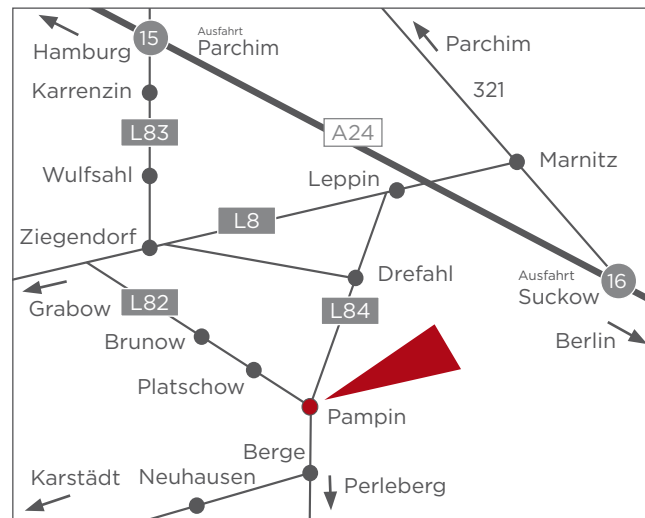 15
Ausfahrt
Parchim
Hamburg
Parchim
Karrenzin
321
L83
A24
Wulfsahl
Marnitz
Leppin
Ziegendorf
L8
Drefahl
Ausfahrt
Suckow
16
Grabow
L82
L84
Berlin
Brunow
Platschow
Pampin
Berge
Karstädt
Neuhausen
Perleberg